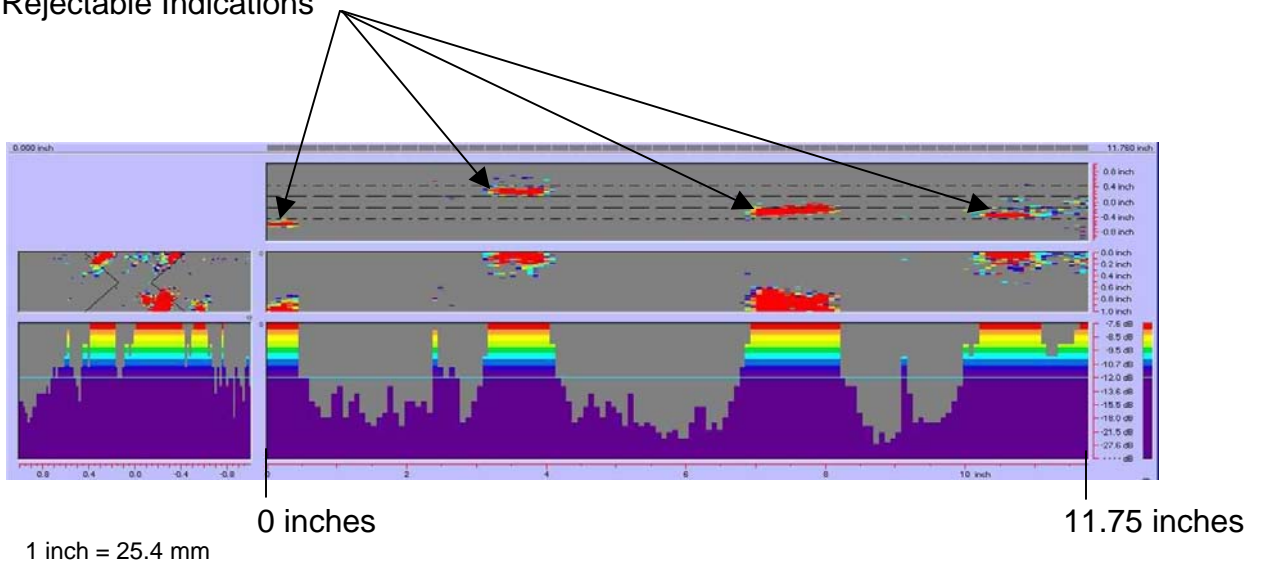 Rejectable Indications
0.000 inch
11.760 inch
0.8 inch
0.4 inch
0.0 inch
-0.4 inch
-0.8 inch
0.0 inch
0.2 inch
0.4 inch
0.6 inch
0.8 inch
1.0 inch
-7.6 dB
-8.5 dB
-9.5 dB
-10.7 dB
-12.0 dB
-13.6 dB
-15.5 dB
-18.0 dB
-21.5 dB
-27.6 dB
---- dB
0.8 0.4 0.0 -0.4 -0.8
2 4 6 8 10 inch
0 inches 11.75 inches
1 inch = 25.4 mm